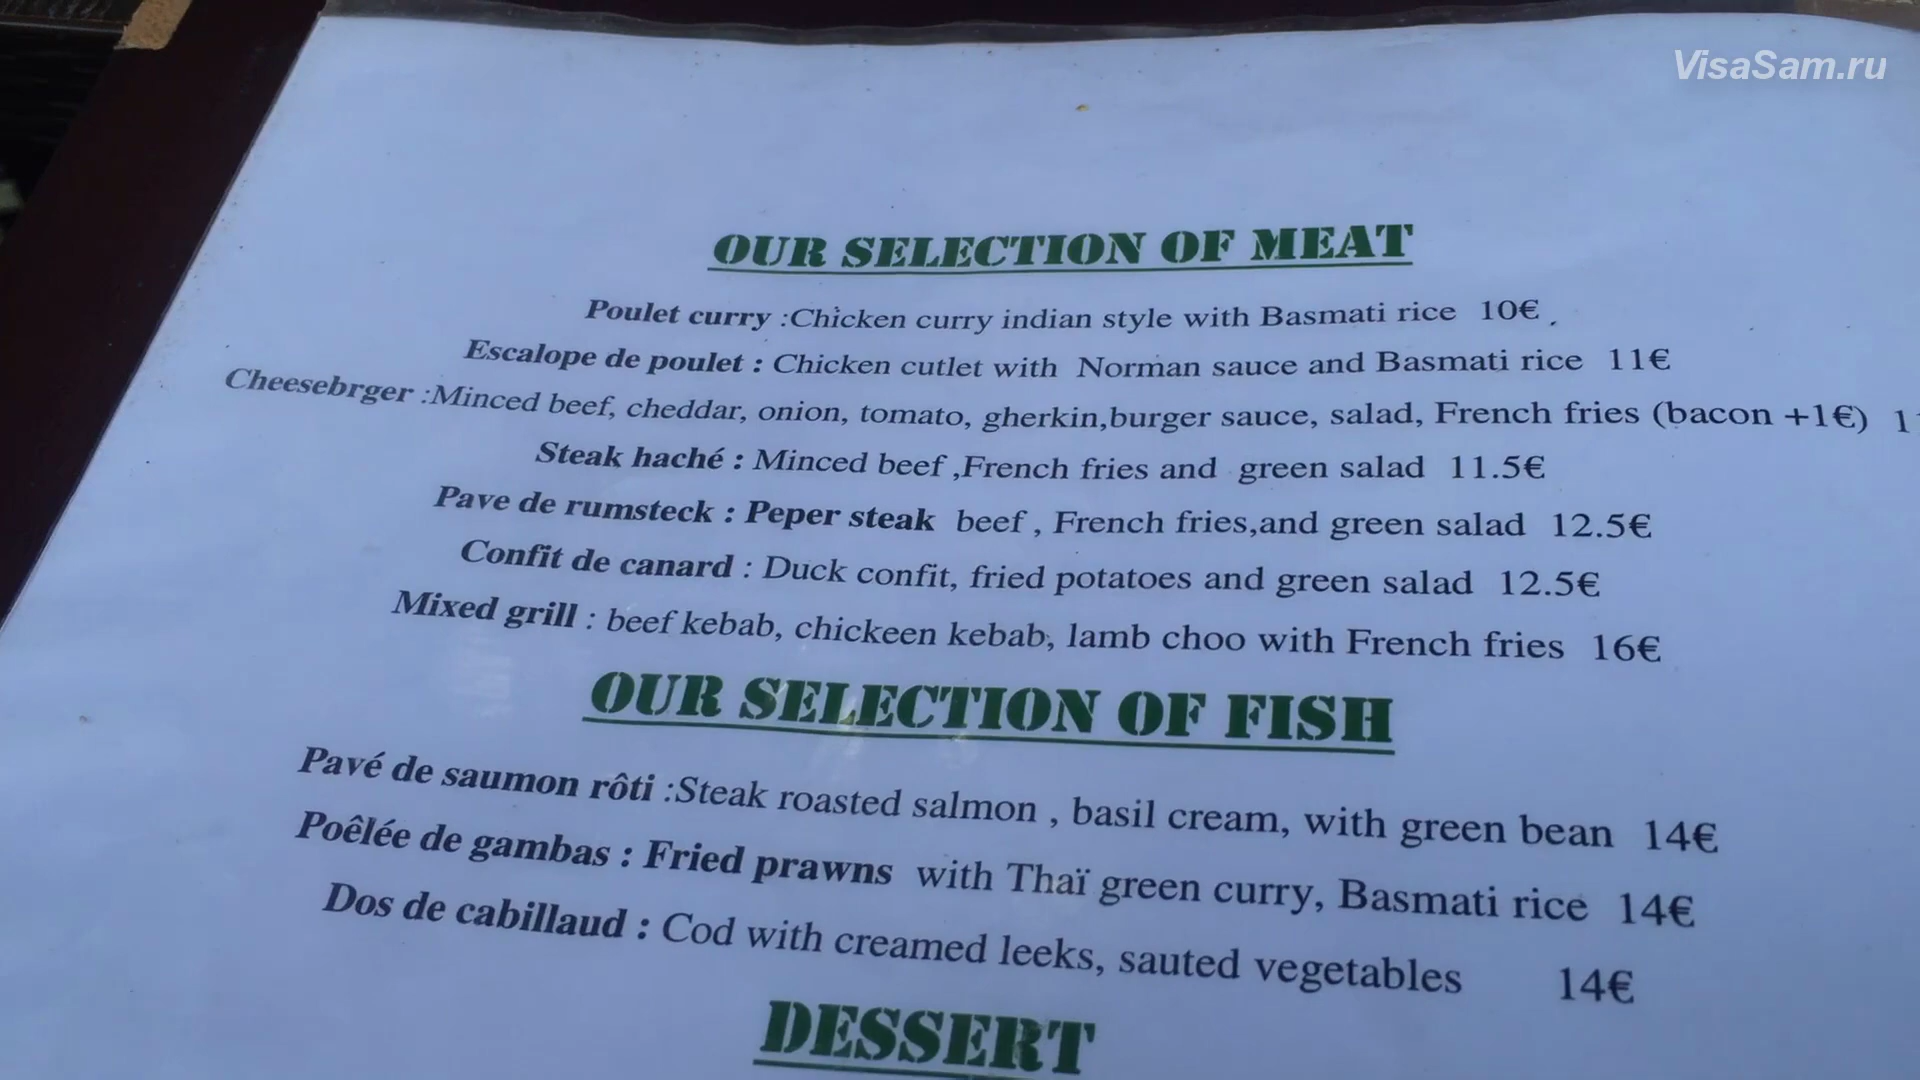 VisaSam.ru
OUR SELECTION OF MEAT
Poulet curry :Chicken curry indian style with Basmati rice 10€
Escalope de poulet : Chicken cutlet with Norman sauce and Basmati rice 11€
Cheesebrger :Minced beef, cheddar, onion, tomato, gherkin,burger sauce, salad, French fries (bacon +1€)
Steak haché : Minced beef ,French fries and green salad 11.5€
Pave de rumsteck : Peper steak beef , French fries,and green salad 12.5€
Confit de canard : Duck confit, fried potatoes and green salad 12.5€
Mixed grill : beef kebab, chickeen kebab, lamb choo with French fries 16€
OUR SELECTION OF FISH
Pavé de saumon rôti :Steak roasted salmon , basil cream, with green bean 14€
Poêlée de gambas : Fried prawns with Thaï green curry, Basmati rice 14€
Dos de cabillaud : Cod with creamed leeks, sauted vegetables 14€
DESSERT